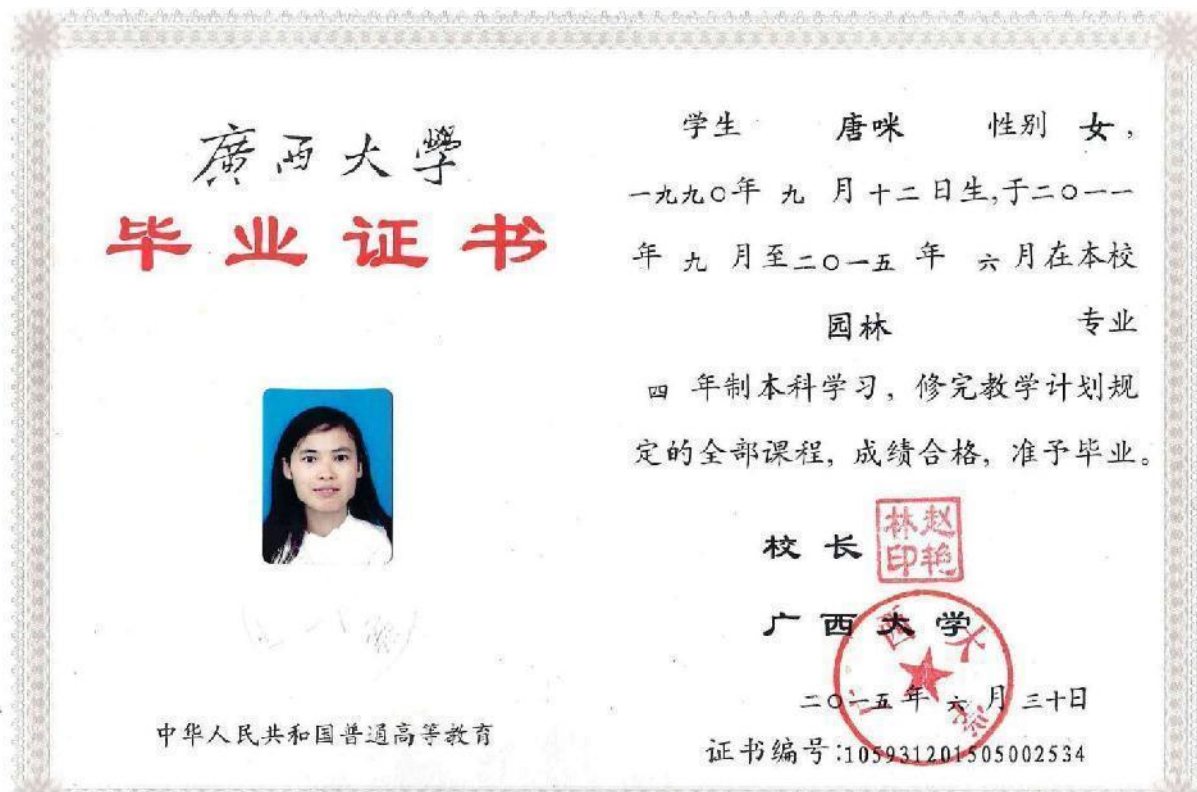 廣西大學
毕业证书
中华人民共和国普通高等教育
学生 唐咪 性别 女，
一九九〇年 九 月 十二 日生,于二〇一一
年 九 月至二〇一五 年 六 月在本校
园林 专业
四 年制本科学习，修完教学计划规
定的全部课程，成绩合格，准予毕业。
校 长
赵艳林印
广 西 大 学
广西大学
二〇一五 年 六 月 三十日
证书编号:105931201505002534